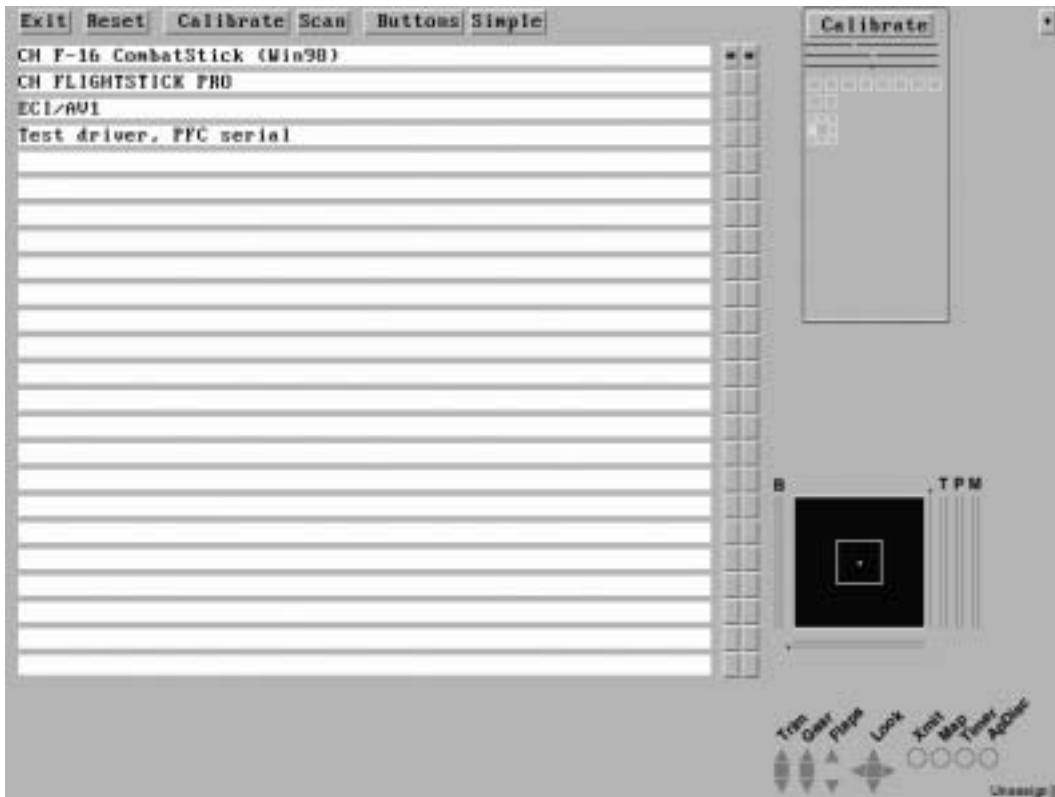 Exit Reset Calibrate Scan Buttons Simple
Calibrate
CH F-16 CombatStick (Win98)
CH FLIGHTSTICK PRO
ECI/AV1
Test driver, PFC serial
B
T P M
Trim Gear Flaps Look Xmit Map Timer ApDisc